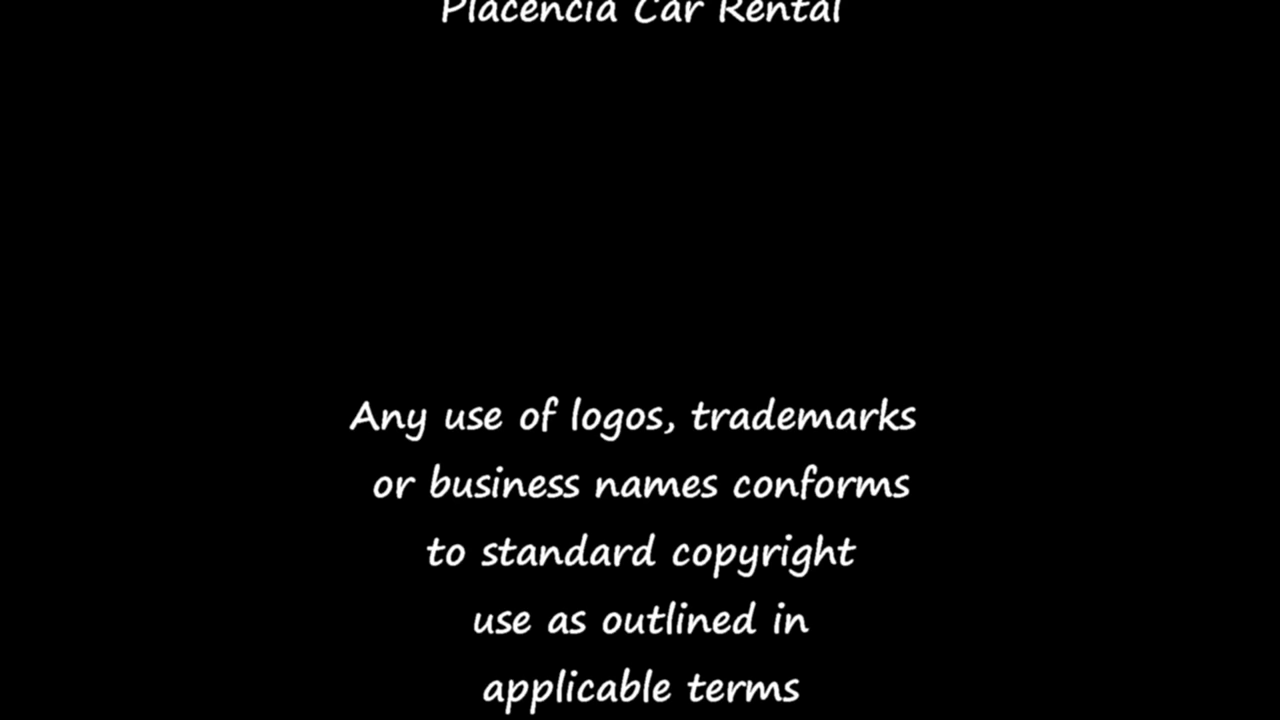 Placencia Car Rental
Any use of logos, trademarks
or business names conforms
to standard copyright
use as outlined in
applicable terms